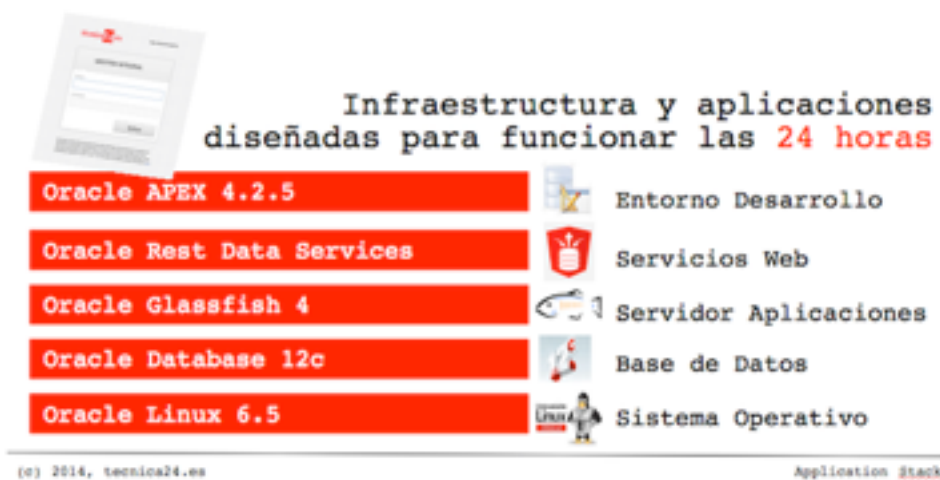 Infraestructura y aplicaciones
diseñadas para funcionar las 24 horas
Oracle APEX 4.2.5
Entorno Desarrollo
Oracle Rest Data Services
Servicios Web
Oracle Glassfish 4
Servidor Aplicaciones
Oracle Database 12c
Base de Datos
Oracle Linux 6.5
Linux
Sistema Operativo
(c) 2014, tecnica24.es
Application Stack